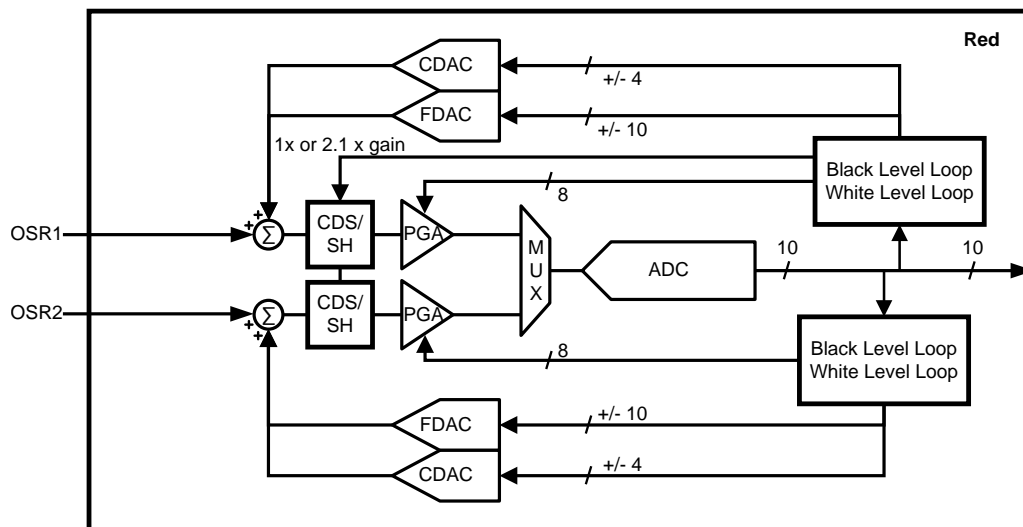 Red
CDAC
+/- 4
FDAC
+/- 10
1x or 2.1 x gain
Black Level Loop
White Level Loop
8
+
+
OSR1
Σ
CDS/
SH
PGA
MUX
ADC
10
10
OSR2
Σ
+
+
CDS/
SH
PGA
8
Black Level Loop
White Level Loop
FDAC
+/- 10
CDAC
+/- 4